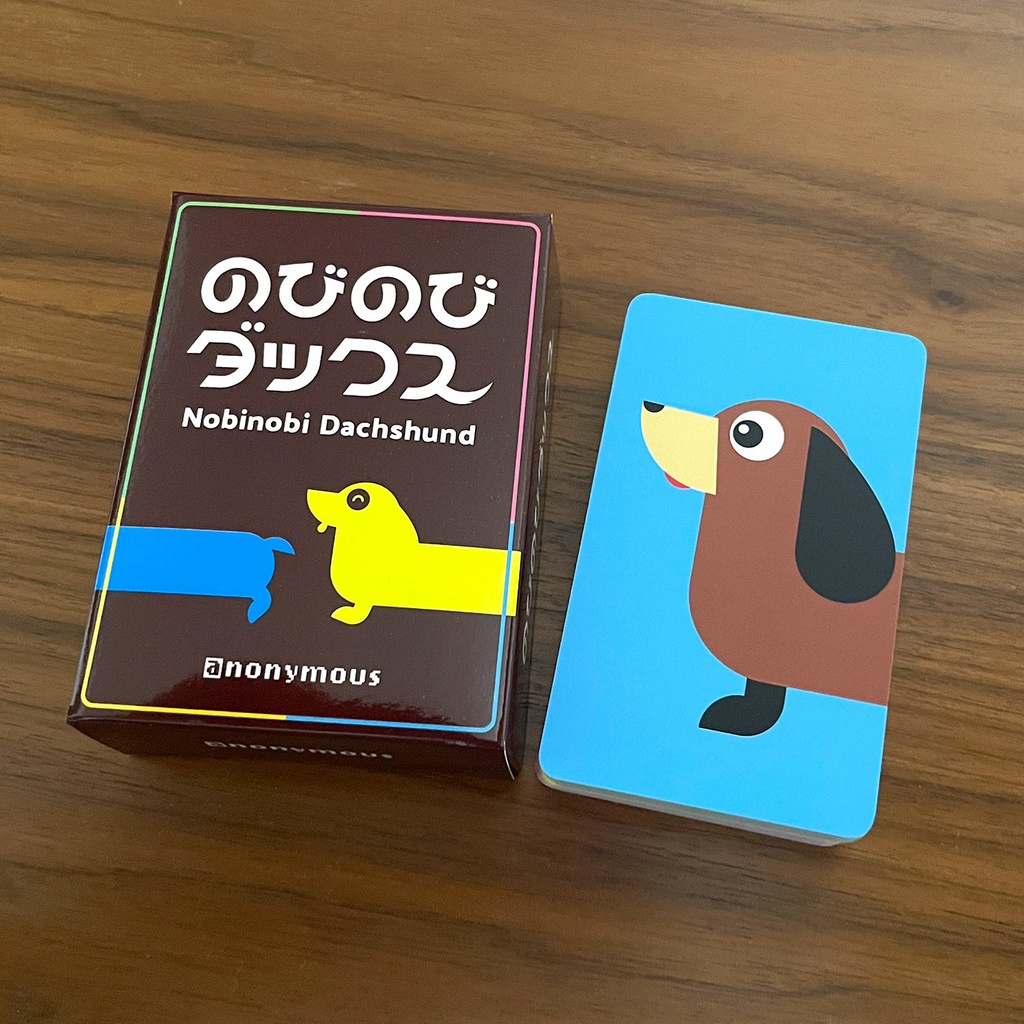 のびのび
ダックス
Nobinobi Dachshund
anonymous
anonymous